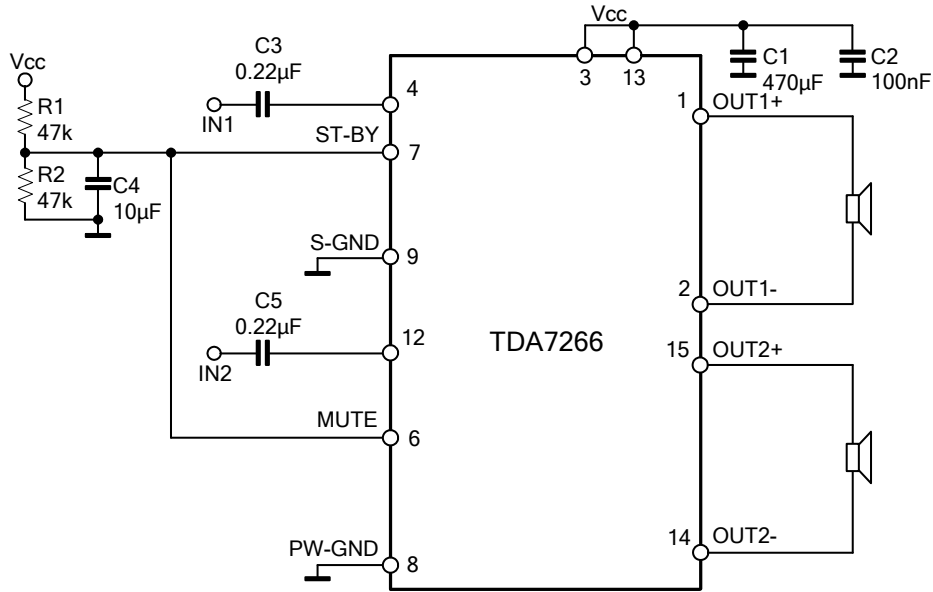 Vcc
C3
0.22µF
Vcc
3
13
C1
470µF
C2
100nF
R1
47k
IN1
4
1
OUT1+
ST-BY
7
R2
47k
C4
10µF
S-GND
9
2
OUT1-
C5
0.22µF
IN2
12
TDA7266
15
OUT2+
MUTE
6
PW-GND
8
14
OUT2-